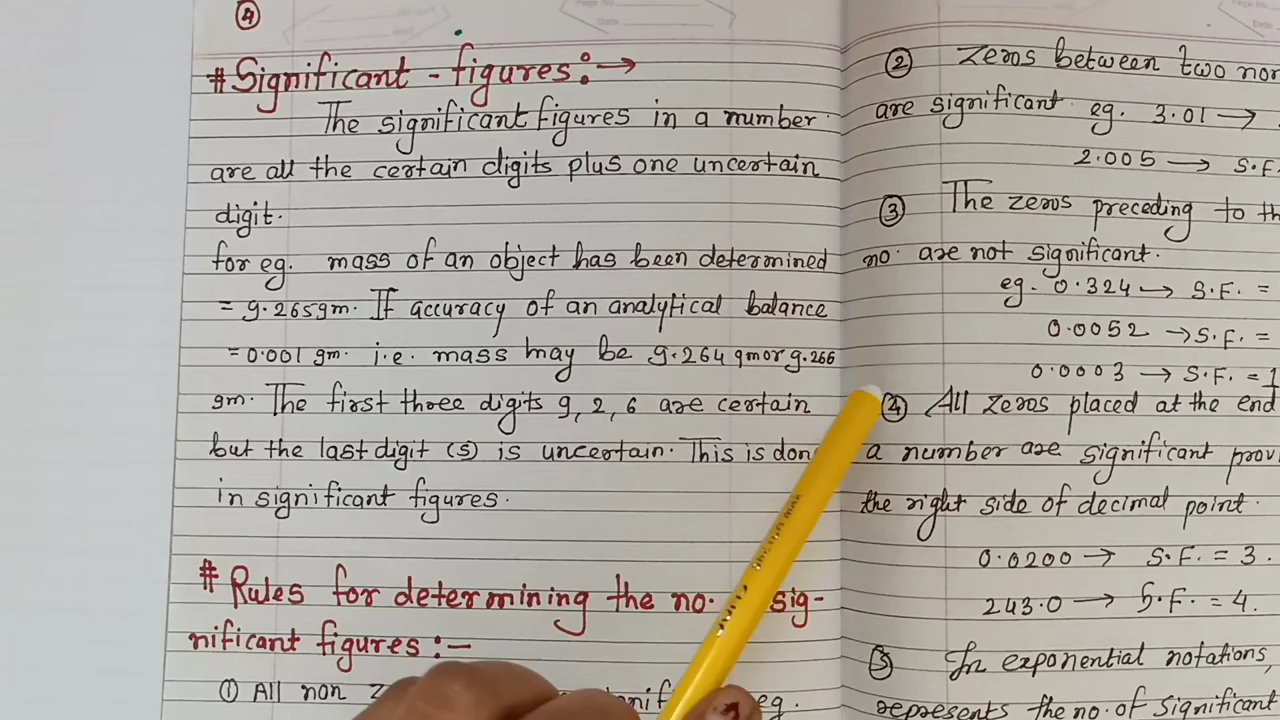 ④
# Significant - figures :→
The significant figures in a number
are all the certain digits plus one uncertain
digit.
for eg. mass of an object has been determined
= 9.265gm. If accuracy of an analytical balance
= 0.001 gm. i.e. mass may be 9.264 gm or 9.266
gm. The first three digits 9, 2, 6 are certain
but the last digit (5) is uncertain. This is don
in significant figures.
# Rules for determining the no. sig-
nificant figures :-
① All non eg.
② Zeros between two non
are significant. eg. 3.01 →
2.005 → S.F.
③ The zeros preceding to th
no. are not significant.
eg. 0.324 → S.F. =
0.0052 → S.F. =
0.0003 → S.F. = 1
④ All zeros placed at the end
a number are significant prov
the right side of decimal point.
0.0200 → S.F. = 3.
243.0 → S.F. = 4.
⑤ In exponential notations,
represents the no. of significant